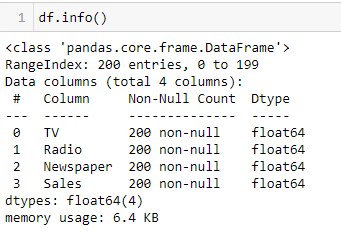 1 df.info()
<class 'pandas.core.frame.DataFrame'>
RangeIndex: 200 entries, 0 to 199
Data columns (total 4 columns):
 #   Column     Non-Null Count  Dtype
---  ------     --------------  -----
 0   TV         200 non-null    float64
 1   Radio      200 non-null    float64
 2   Newspaper  200 non-null    float64
 3   Sales      200 non-null    float64
dtypes: float64(4)
memory usage: 6.4 KB